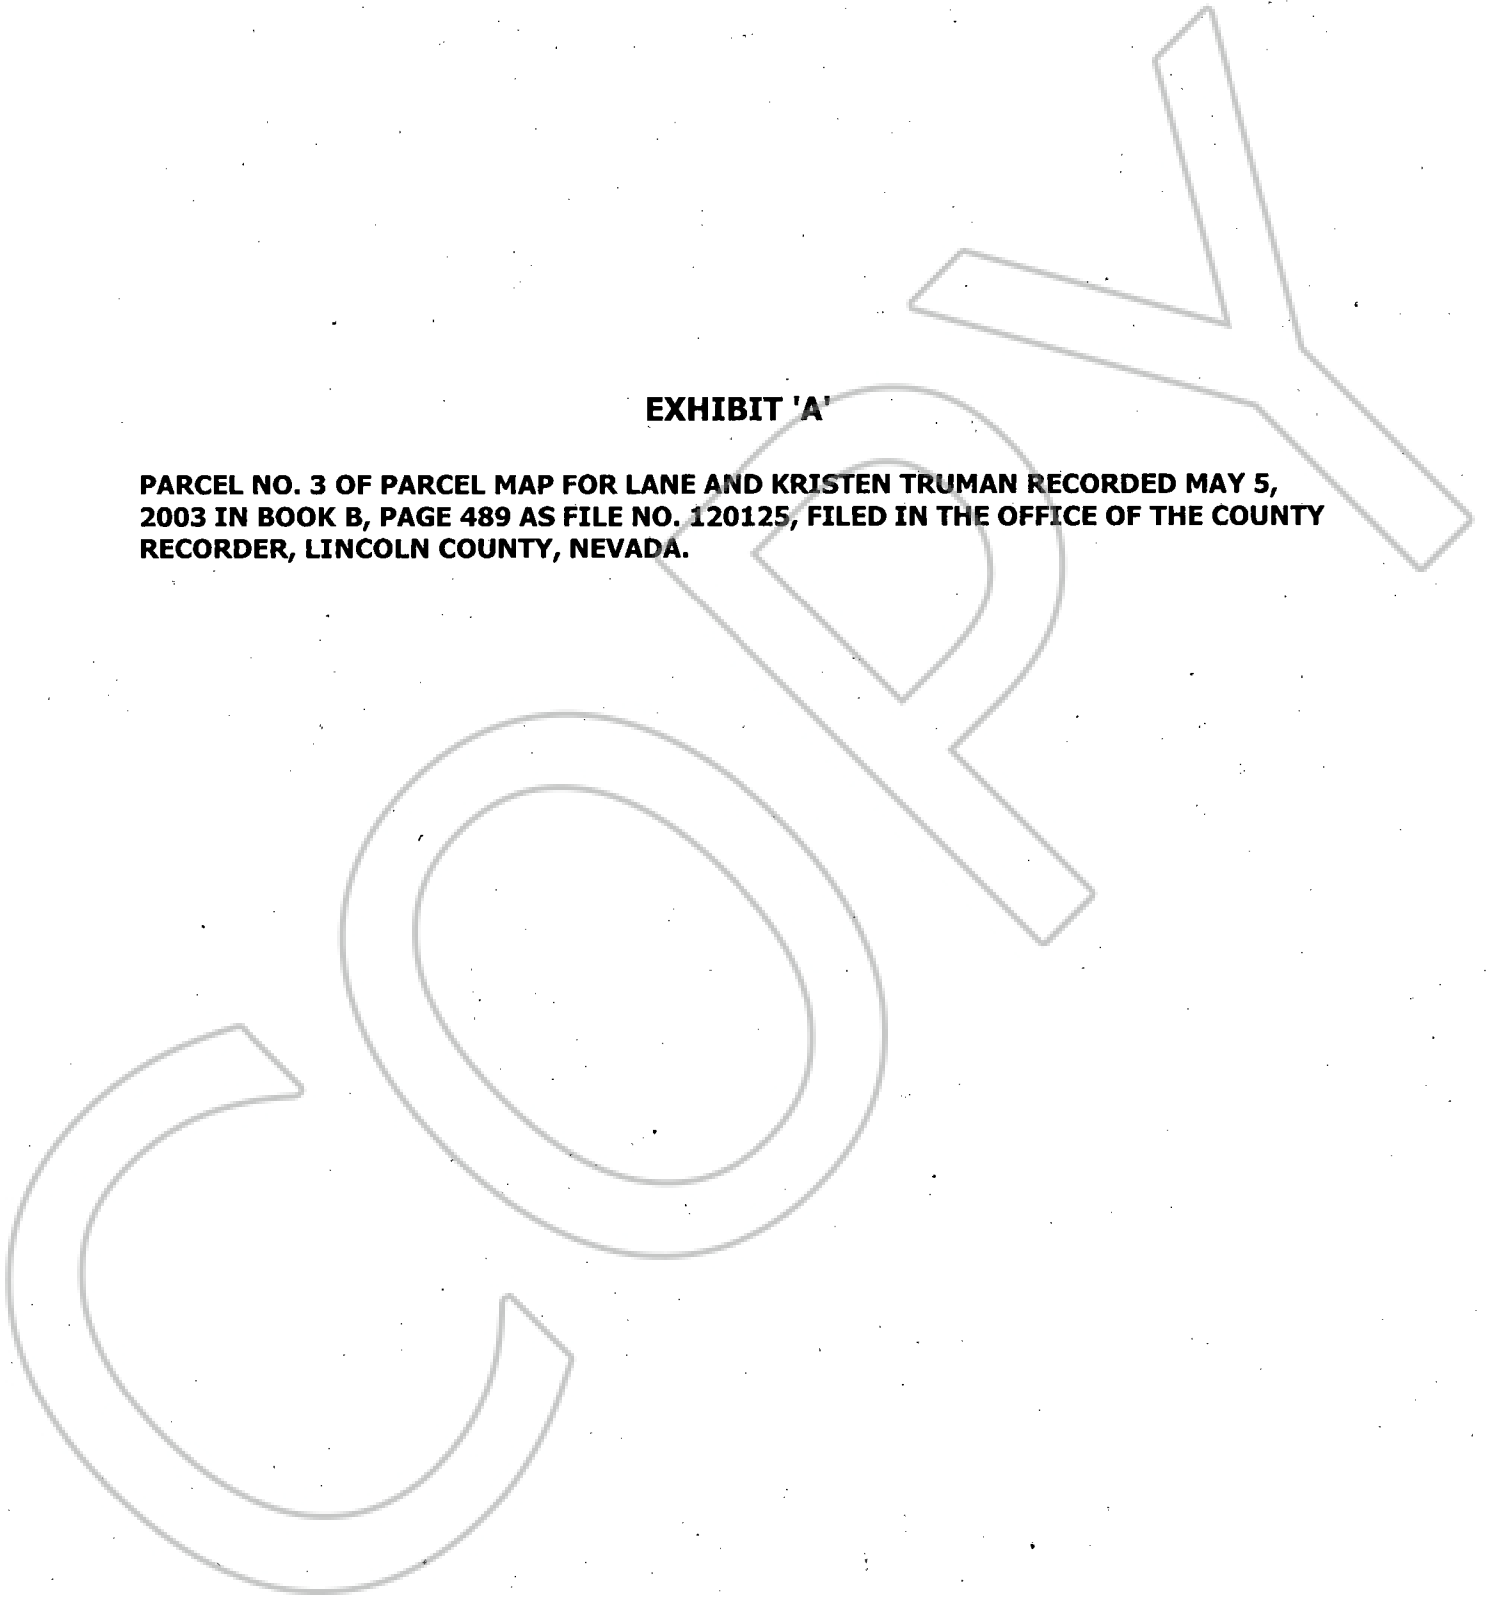 EXHIBIT 'A'
PARCEL NO. 3 OF PARCEL MAP FOR LANE AND KRISTEN TRUMAN RECORDED MAY 5,
2003 IN BOOK B, PAGE 489 AS FILE NO. 120125, FILED IN THE OFFICE OF THE COUNTY
RECORDER, LINCOLN COUNTY, NEVADA.
COPY